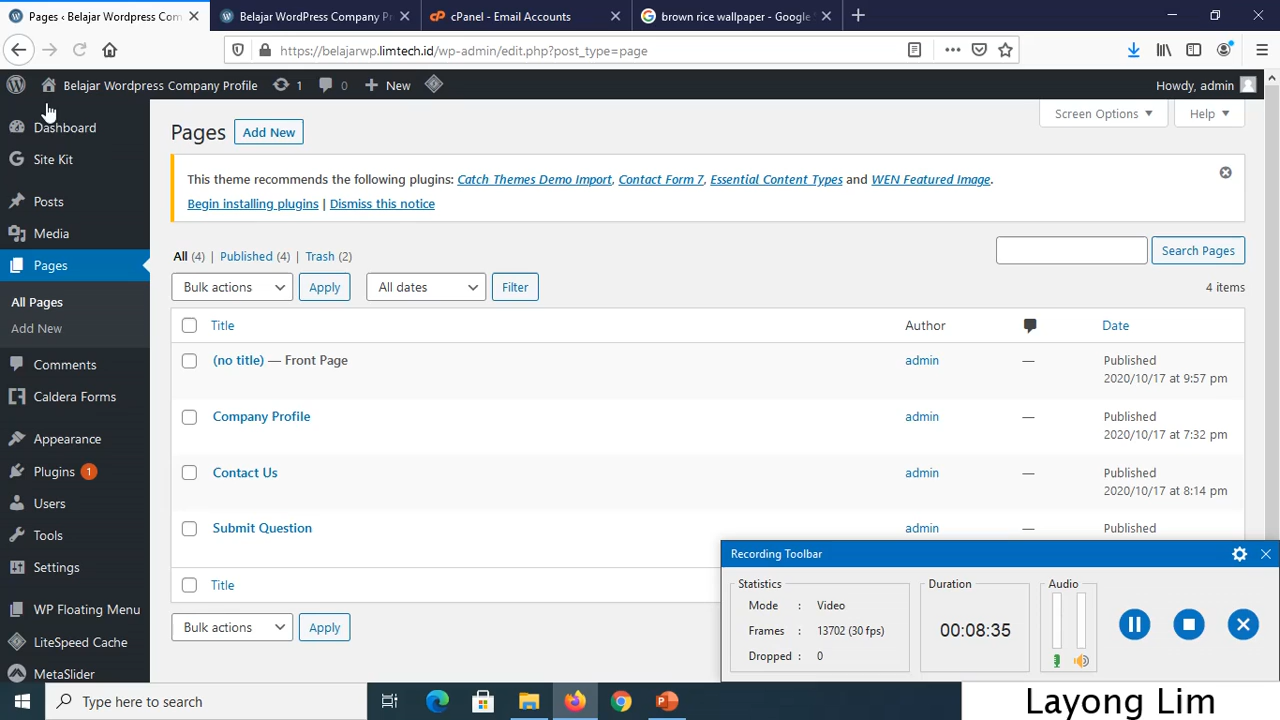 Pages ‹ Belajar Wordpress Com
Belajar WordPress Company Pr
cPanel - Email Accounts
brown rice wallpaper - Google
https://belajarwp.limtech.id/wp-admin/edit.php?post_type=page
Belajar Wordpress Company Profile
1
0
New
Howdy, admin
Dashboard
Site Kit
Posts
Media
Pages
All Pages
Add New
Comments
Caldera Forms
Appearance
Plugins 1
Users
Tools
Settings
WP Floating Menu
LiteSpeed Cache
MetaSlider
Screen Options
Help
Pages
Add New
This theme recommends the following plugins: Catch Themes Demo Import, Contact Form 7, Essential Content Types and WEN Featured Image.
Begin installing plugins | Dismiss this notice
All (4) | Published (4) | Trash (2)
Search Pages
Bulk actions
Apply
All dates
Filter
4 items
Title
Author
Date
(no title) — Front Page
admin
—
Published
2020/10/17 at 9:57 pm
Company Profile
admin
—
Published
2020/10/17 at 7:32 pm
Contact Us
admin
—
Published
2020/10/17 at 8:14 pm
Submit Question
admin
—
Published
Title
Bulk actions
Apply
Recording Toolbar
Statistics
Mode : Video
Frames : 13702 (30 fps)
Dropped : 0
Duration
00:08:35
Audio
Type here to search
Layong Lim